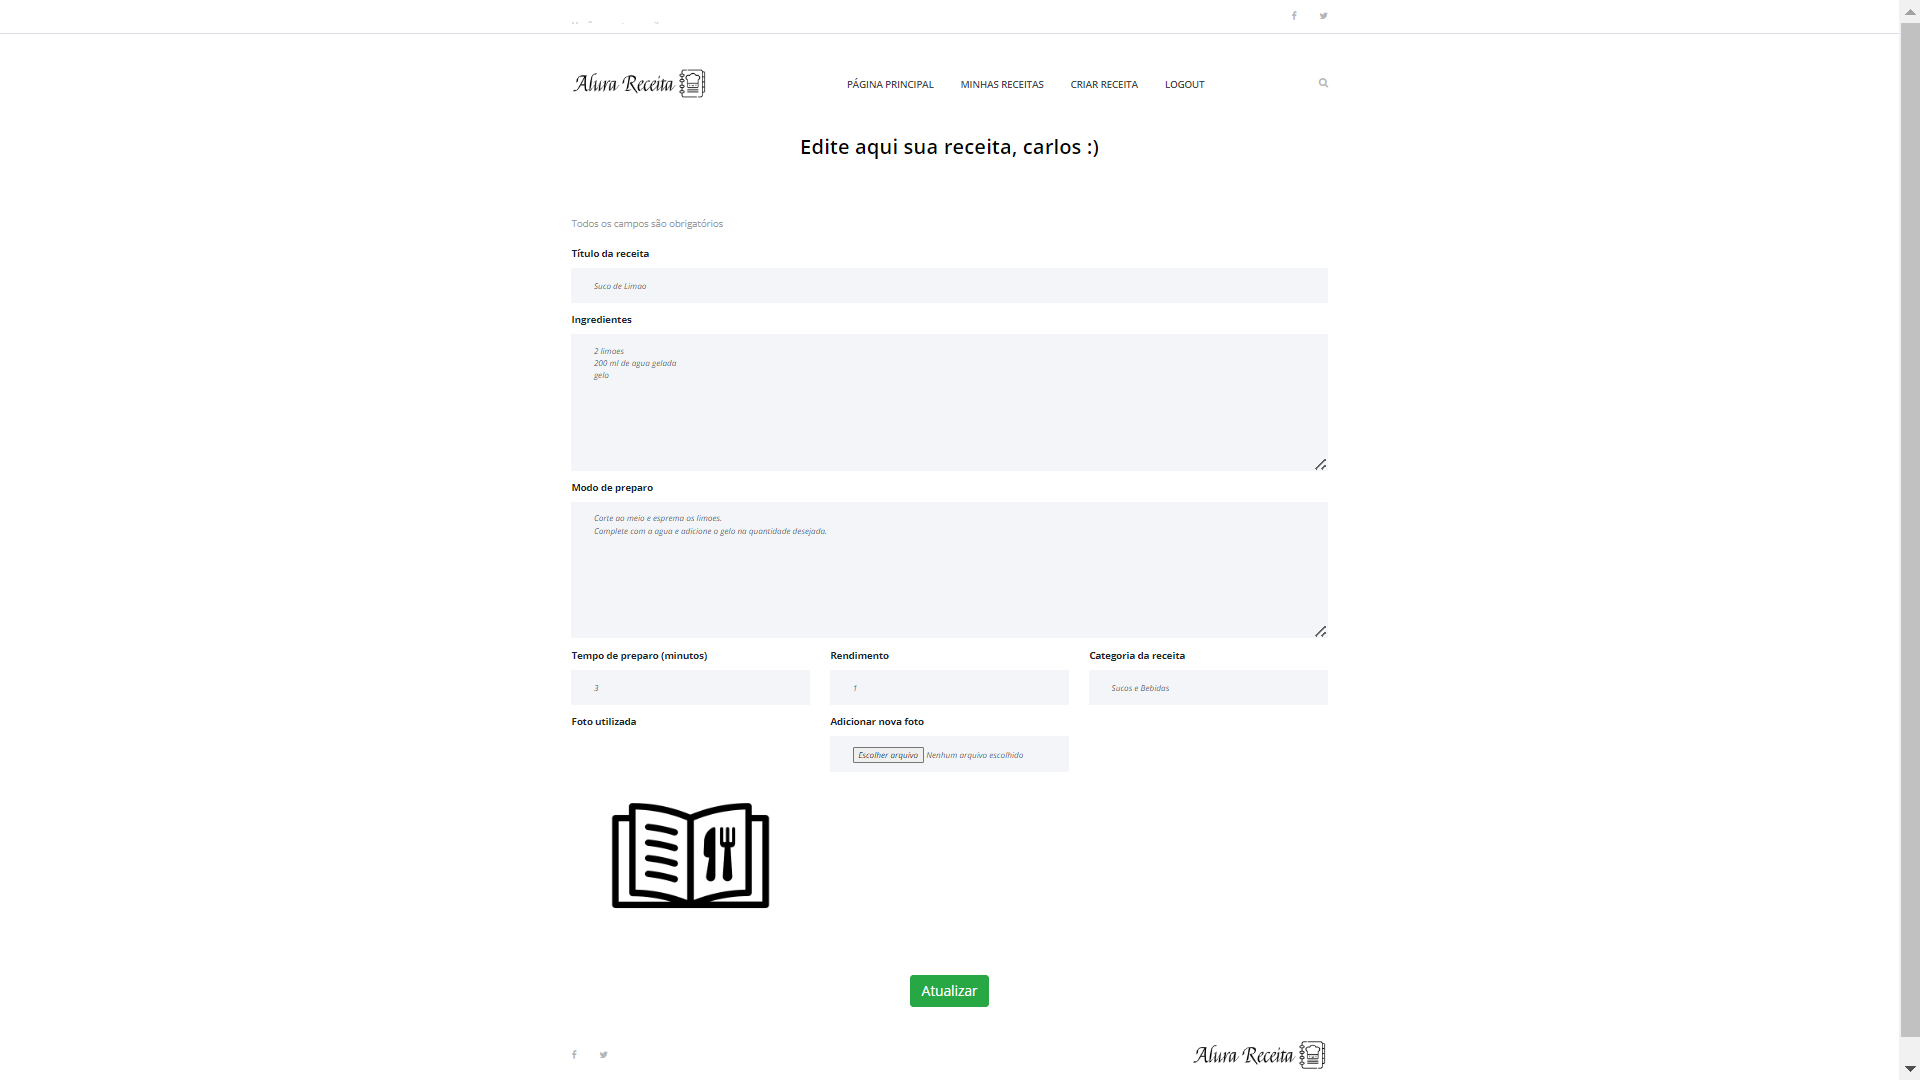 Alura Receita
PÁGINA PRINCIPAL MINHAS RECEITAS CRIAR RECEITA LOGOUT
Edite aqui sua receita, carlos :)
Todos os campos são obrigatórios
Título da receita
Suco de Limao
Ingredientes
2 limoes
200 ml de agua gelada
gelo
Modo de preparo
Corte ao meio e esprema os limoes.
Complete com a agua e adicione o gelo na quantidade desejada.
Tempo de preparo (minutos) Rendimento Categoria da receita
3 1 Sucos e Bebidas
Foto utilizada Adicionar nova foto
Escolher arquivo Nenhum arquivo escolhido
Atualizar
Alura Receita